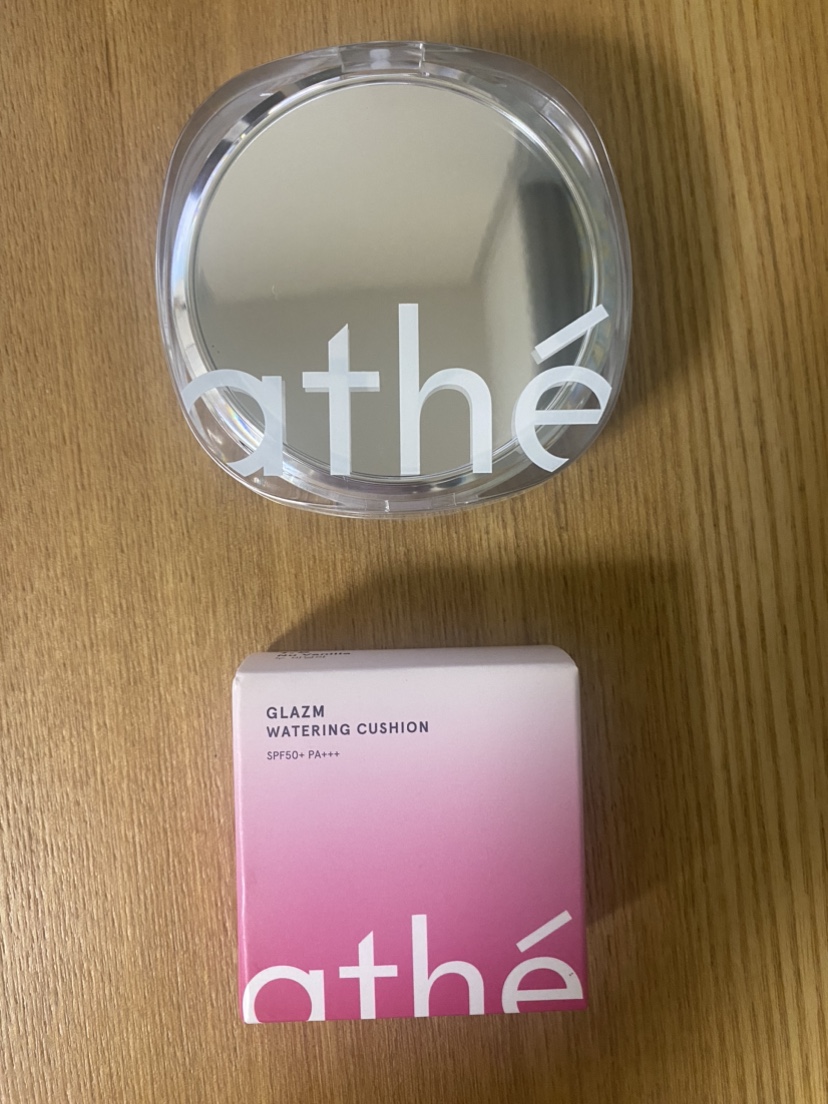 athé
GLAZM
WATERING CUSHION
SPF50+ PA+++
athé